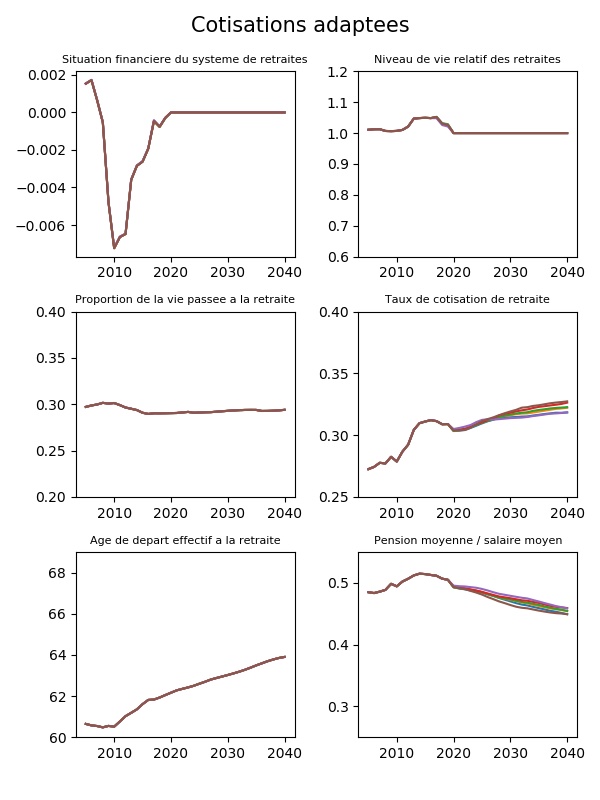 Cotisations adaptees
Situation financiere du systeme de retraites
Niveau de vie relatif des retraites
0.002
0.000
−0.002
−0.004
−0.006
2010 2020 2030 2040
1.2
1.1
1.0
0.9
0.8
0.7
0.6
2010 2020 2030 2040
Proportion de la vie passee a la retraite
Taux de cotisation de retraite
0.40
0.35
0.30
0.25
0.20
2010 2020 2030 2040
0.40
0.35
0.30
0.25
2010 2020 2030 2040
Age de depart effectif a la retraite
Pension moyenne / salaire moyen
68
66
64
62
60
2010 2020 2030 2040
0.5
0.4
0.3
2010 2020 2030 2040